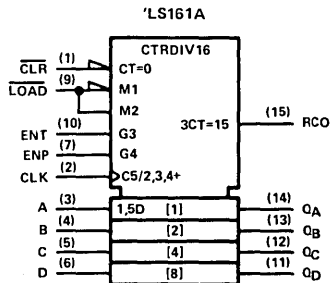 'LS161A
CTRDIV16
CLR (1) CT=0
LOAD (9) M1
M2
3CT=15 (15) RCO
ENT (10) G3
ENP (7) G4
CLK (2) C5/2,3,4+
A (3) 1,5D [1] (14) QA
B (4) [2] (13) QB
C (5) [4] (12) QC
D (6) [8] (11) QD